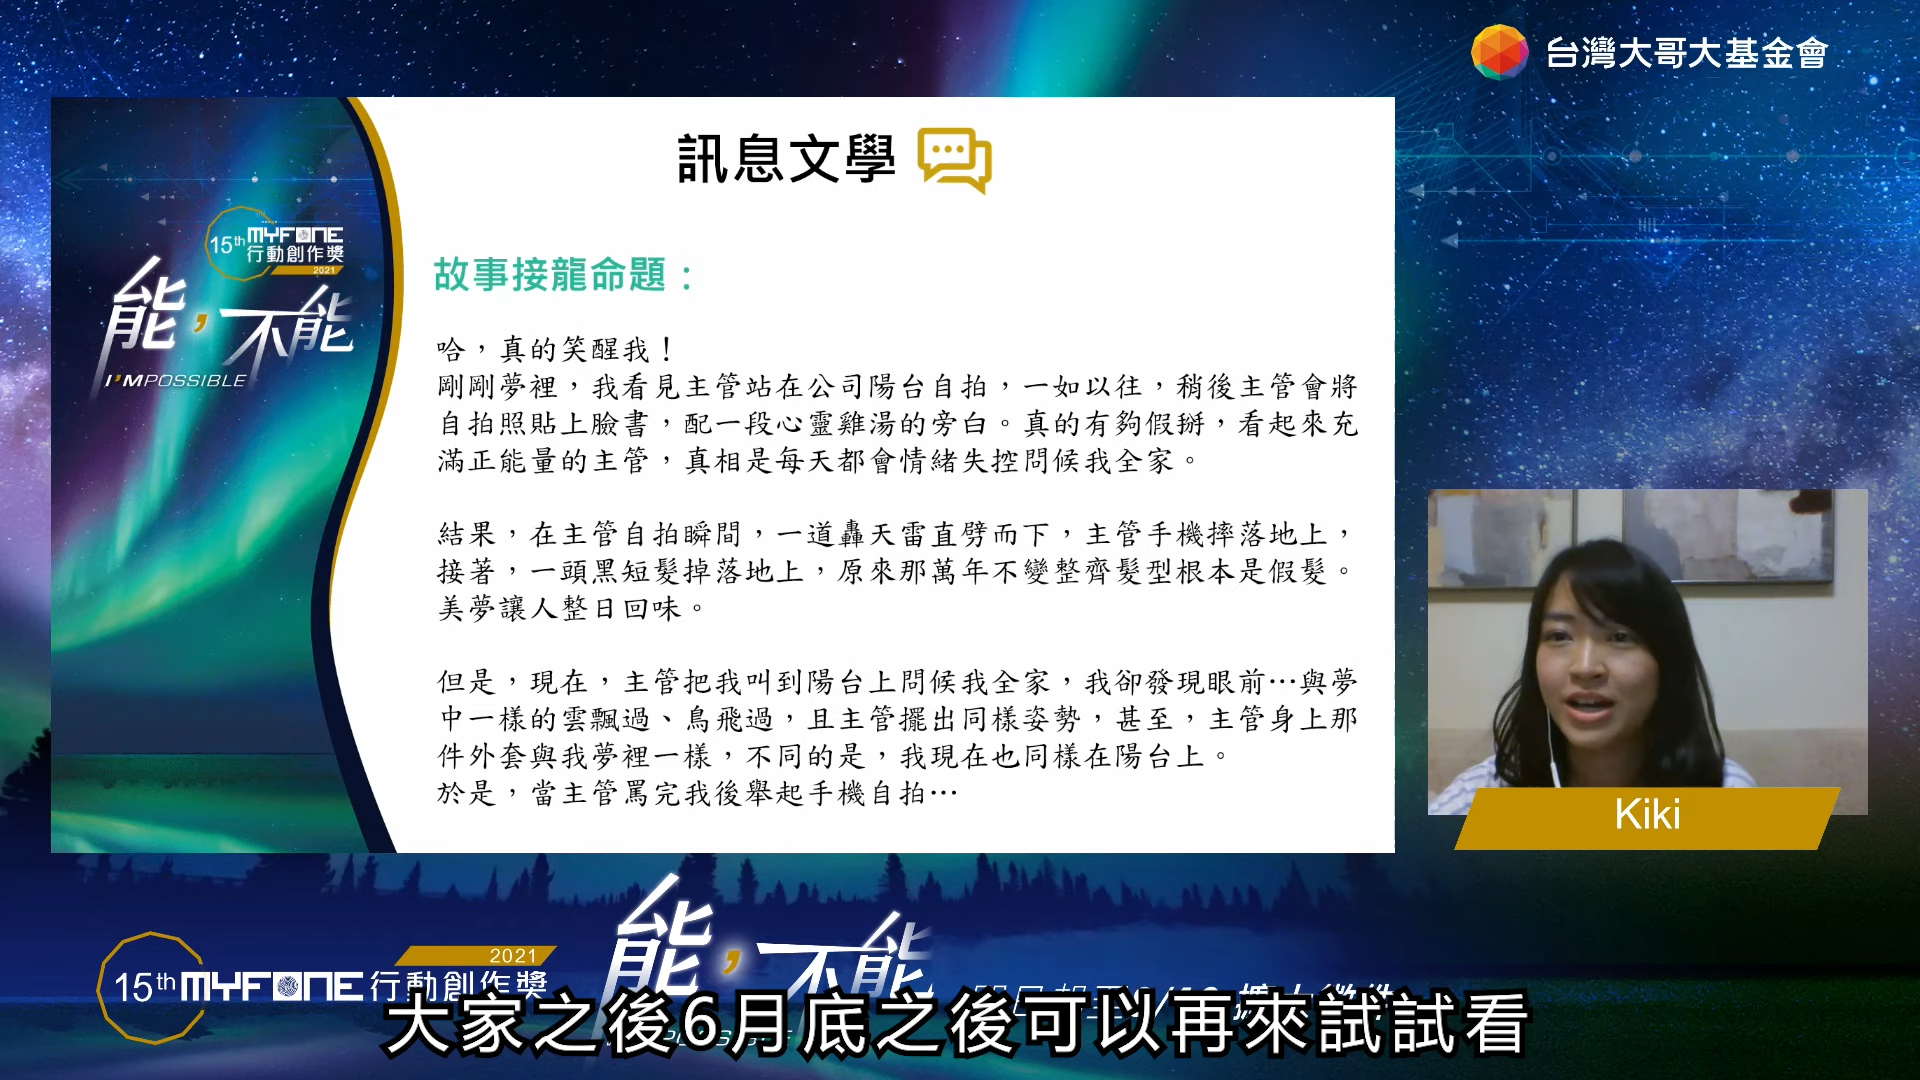 台灣大哥大基金會
訊息文學
15th MYFONE
行動創作獎
2021
能，不能
I'MPOSSIBLE
故事接龍命題：
哈，真的笑醒我！
剛剛夢裡，我看見主管站在公司陽台自拍，一如以往，稍後主管會將
自拍照貼上臉書，配一段心靈雞湯的旁白。真的有夠假掰，看起來充
滿正能量的主管，真相是每天都會情緒失控問候我全家。
結果，在主管自拍瞬間，一道轟天雷直劈而下，主管手機摔落地上，
接著，一頭黑短髮掉落地上，原來那萬年不變整齊髮型根本是假髮。
美夢讓人整日回味。
但是，現在，主管把我叫到陽台上問候我全家，我卻發現眼前…與夢
中一樣的雲飄過、鳥飛過，且主管擺出同樣姿勢，甚至，主管身上那
件外套與我夢裡一樣，不同的是，我現在也同樣在陽台上。
於是，當主管罵完我後舉起手機自拍…
Kiki
2021
15th MYFONE 行動創作獎
能，不能
大家之後6月底之後可以再來試試看